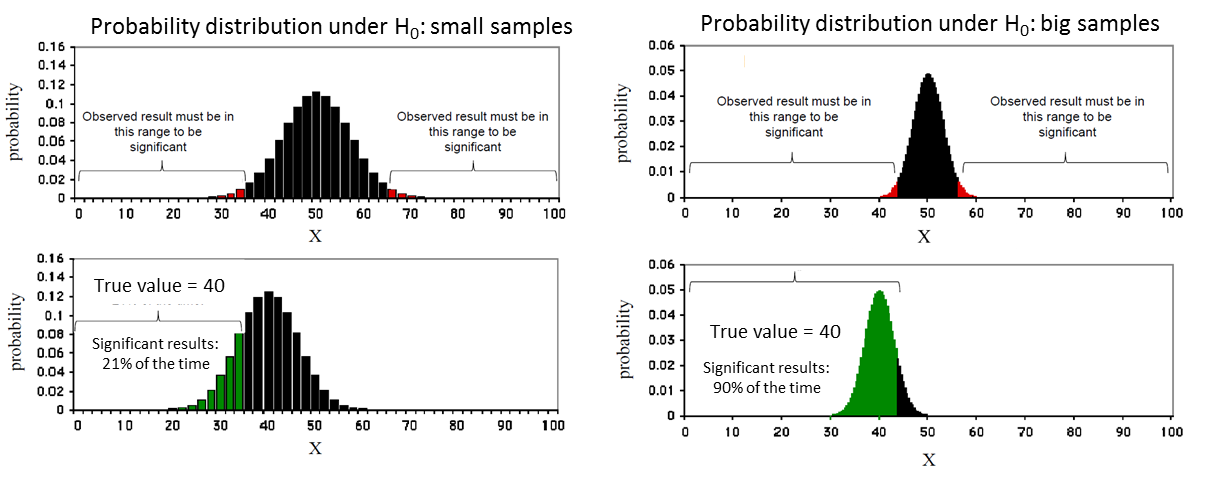 Probability distribution under H₀: small samples
0.16
0.14
0.12
0.1
0.08
0.06
0.04
0.02
0
probability
Observed result must be in
this range to be
significant
Observed result must be in
this range to be
significant
0 10 20 30 40 50 60 70 80 90 100
X
Probability distribution under H₀: big samples
0.06
0.05
0.04
0.03
0.02
0.01
0
probability
Observed result must be in
this range to be
significant
Observed result must be in
this range to be
significant
0 10 20 30 40 50 60 70 80 90 100
X
0.16
0.14
0.12
0.1
0.08
0.06
0.04
0.02
0
probability
True value = 40
Significant results:
21% of the time
0 10 20 30 40 50 60 70 80 90 100
X
0.06
0.05
0.04
0.03
0.02
0.01
0
probability
True value = 40
Significant results:
90% of the time
0 10 20 30 40 50 60 70 80 90 100
X